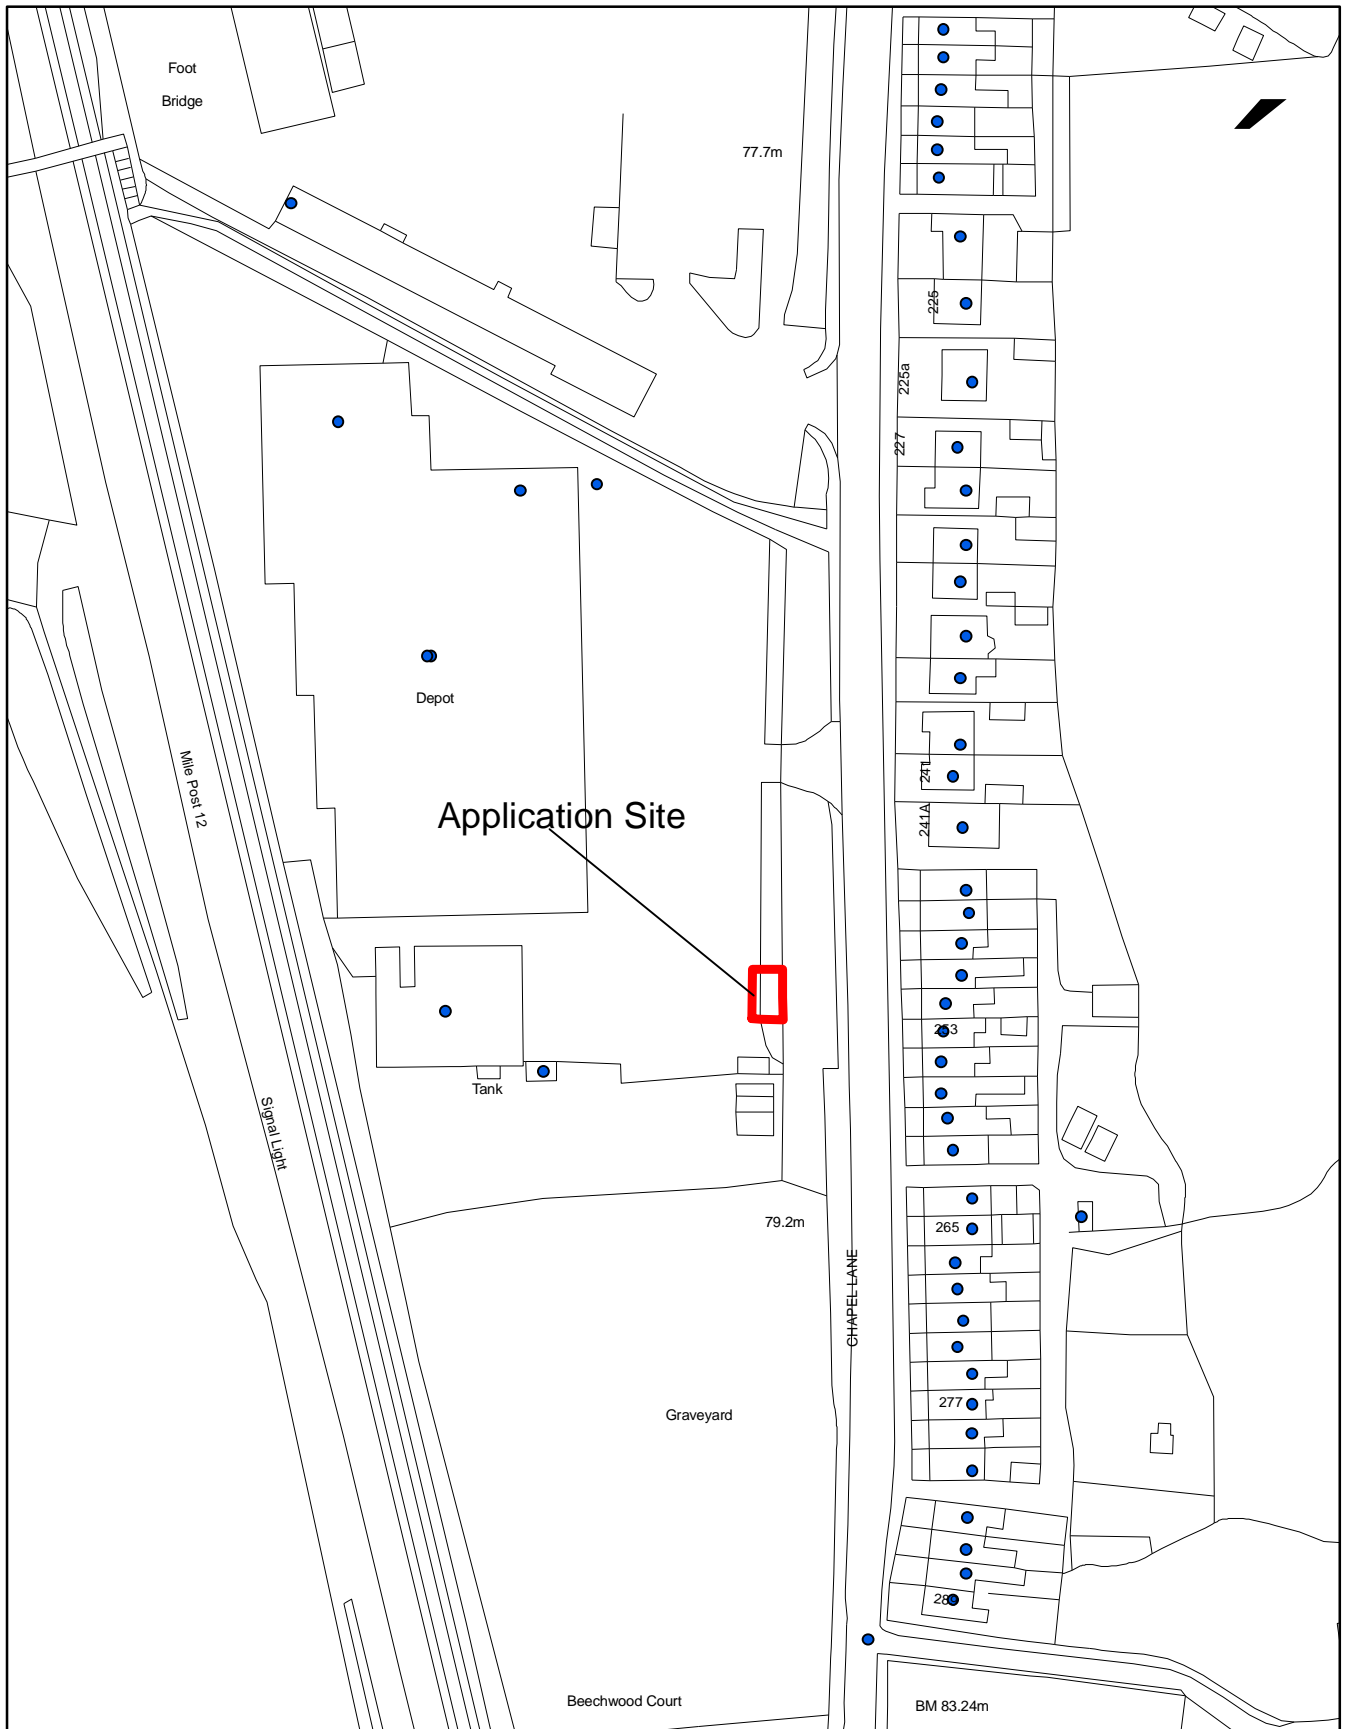 Foot
Bridge
77.7m
225
225a
227
Depot
Mile Post 12
241
Application Site
241A
253
Tank
Signal Light
79.2m
265
CHAPEL LANE
277
Graveyard
Beechwood Court
BM 83.24m